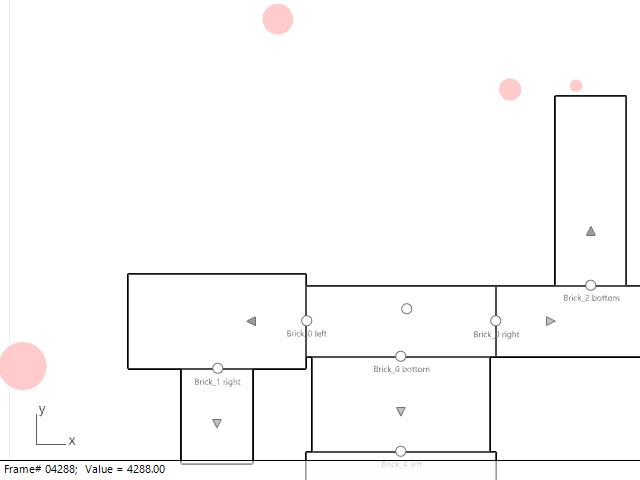 Brick_2 bottom
Brick_0 left
Brick_0 right
Brick_0 bottom
Brick_1 right
y
x
Brick_4 left
Frame# 04288; Value = 4288.00